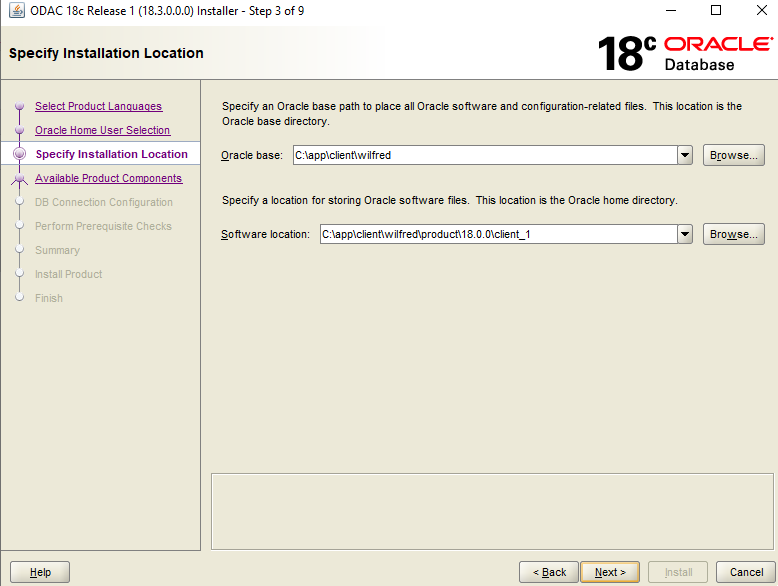 ODAC 18c Release 1 (18.3.0.0.0) Installer - Step 3 of 9
Specify Installation Location
18c ORACLE
Database
Select Product Languages
Oracle Home User Selection
Specify Installation Location
Available Product Components
DB Connection Configuration
Perform Prerequisite Checks
Summary
Install Product
Finish
Specify an Oracle base path to place all Oracle software and configuration-related files.  This location is the
Oracle base directory.
Oracle base: C:\app\client\wilfred Browse...
Specify a location for storing Oracle software files.  This location is the Oracle home directory.
Software location: C:\app\client\wilfred\product\18.0.0\client_1 Browse...
Help < Back Next > Install Cancel